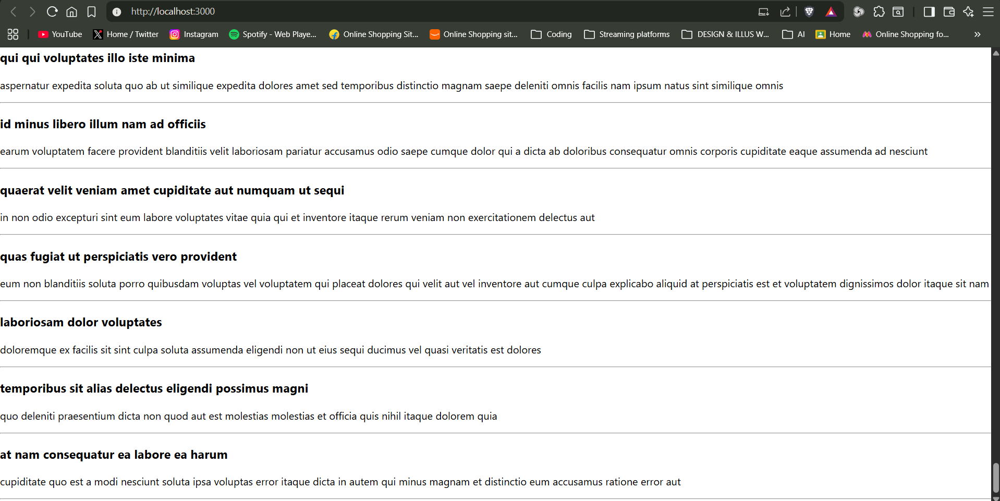 http://localhost:3000
YouTube Home / Twitter Instagram Spotify - Web Playe... Online Shopping Sit... Online Shopping sit... Coding Streaming platforms DESIGN & ILLUS W... AI Home Online Shopping fo... »
qui qui voluptates illo iste minima
aspernatur expedita soluta quo ab ut similique expedita dolores amet sed temporibus distinctio magnam saepe deleniti omnis facilis nam ipsum natus sint similique omnis
id minus libero illum nam ad officiis
earum voluptatem facere provident blanditiis velit laboriosam pariatur accusamus odio saepe cumque dolor qui a dicta ab doloribus consequatur omnis corporis cupiditate eaque assumenda ad nesciunt
quaerat velit veniam amet cupiditate aut numquam ut sequi
in non odio excepturi sint eum labore voluptates vitae quia qui et inventore itaque rerum veniam non exercitationem delectus aut
quas fugiat ut perspiciatis vero provident
eum non blanditiis soluta porro quibusdam voluptas vel voluptatem qui placeat dolores qui velit aut vel inventore aut cumque culpa explicabo aliquid at perspiciatis est et voluptatem dignissimos dolor itaque sit nam
laboriosam dolor voluptates
doloremque ex facilis sit sint culpa soluta assumenda eligendi non ut eius sequi ducimus vel quasi veritatis est dolores
temporibus sit alias delectus eligendi possimus magni
quo deleniti praesentium dicta non quod aut est molestias molestias et officia quis nihil itaque dolorem quia
at nam consequatur ea labore ea harum
cupiditate quo est a modi nesciunt soluta ipsa voluptas error itaque dicta in autem qui minus magnam et distinctio eum accusamus ratione error aut